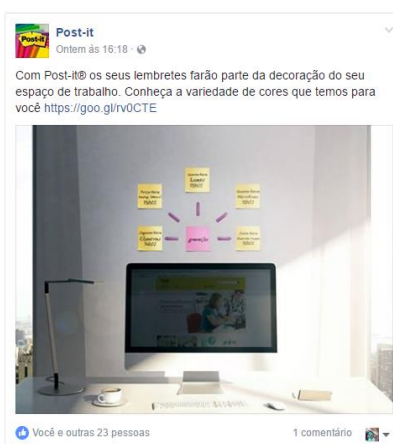 Post-it
Post-it
Ontem às 16:18 ·
Com Post-it® os seus lembretes farão parte da decoração do seu
espaço de trabalho. Conheça a variedade de cores que temos para
você https://goo.gl/rv0CTE
Você e outras 23 pessoas
1 comentário